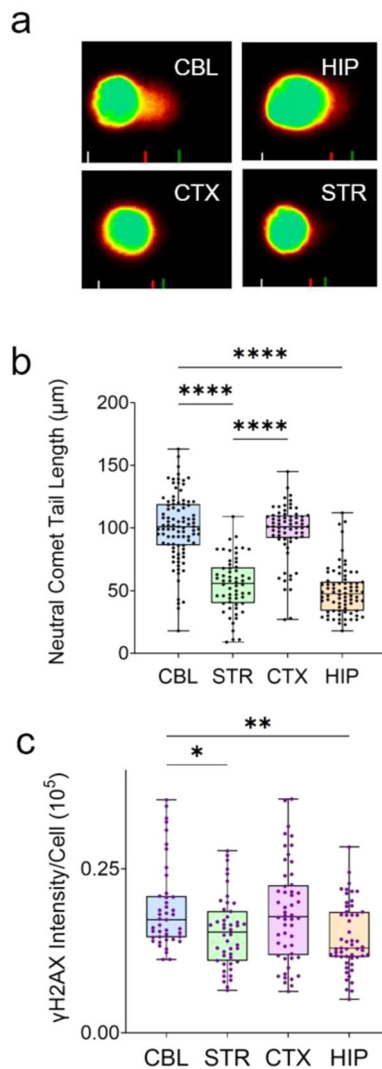 a
CBL
HIP
CTX
STR
b
****
****
****
Neutral Comet Tail Length (µm)
200
150
100
50
0
CBL STR CTX HIP
c
**
*
γH2AX Intensity/Cell (10⁵)
0.25
0.00
CBL STR CTX HIP